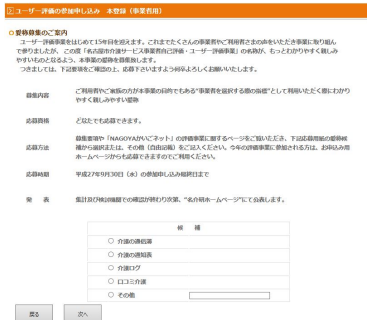 ユーザー評価の参加申し込み 本登録（事業者用）
○愛称募集のご案内
ユーザー評価事業をはじめて15年目を迎えます。これまでたくさんの事業者やご利用者さまの声をいただき事業に取り組ん
で参りましたが、この度「名古屋市介護サービス事業者自己評価・ユーザー評価事業」の名称が、もっとわかりやすく親しみ
やすいものとなるよう、本事業の愛称を募集致します。
つきましては、下記要項をご確認の上、応募下さいますよう何卒よろしくお願いいたします。
募集内容
ご利用者やご家族の方が本事業の目的でもある"事業者を選択する際の指標"として利用いただく際にわかり
やすく親しみやすい愛称
応募資格
どなたでも応募できます。
応募方法
募集要項や「NAGOYAかいごネット」の評価事業に関するページをご覧いただき、下記応募用紙の愛称候
補から選択または、その他（自由記載）をご記入ください。今年の評価事業に参加される方は、お申込み用
ホームページからも応募できますのでご利用ください。
応募時期
平成27年9月30日（水）の参加申し込み最終日まで
発 表
集計及び検討機関での確認が終わり次第、"名介研ホームページ"にて公表します。
候 補
介護の通信簿
介護の通知表
介護ログ
口コミ介護
その他
戻る
次へ